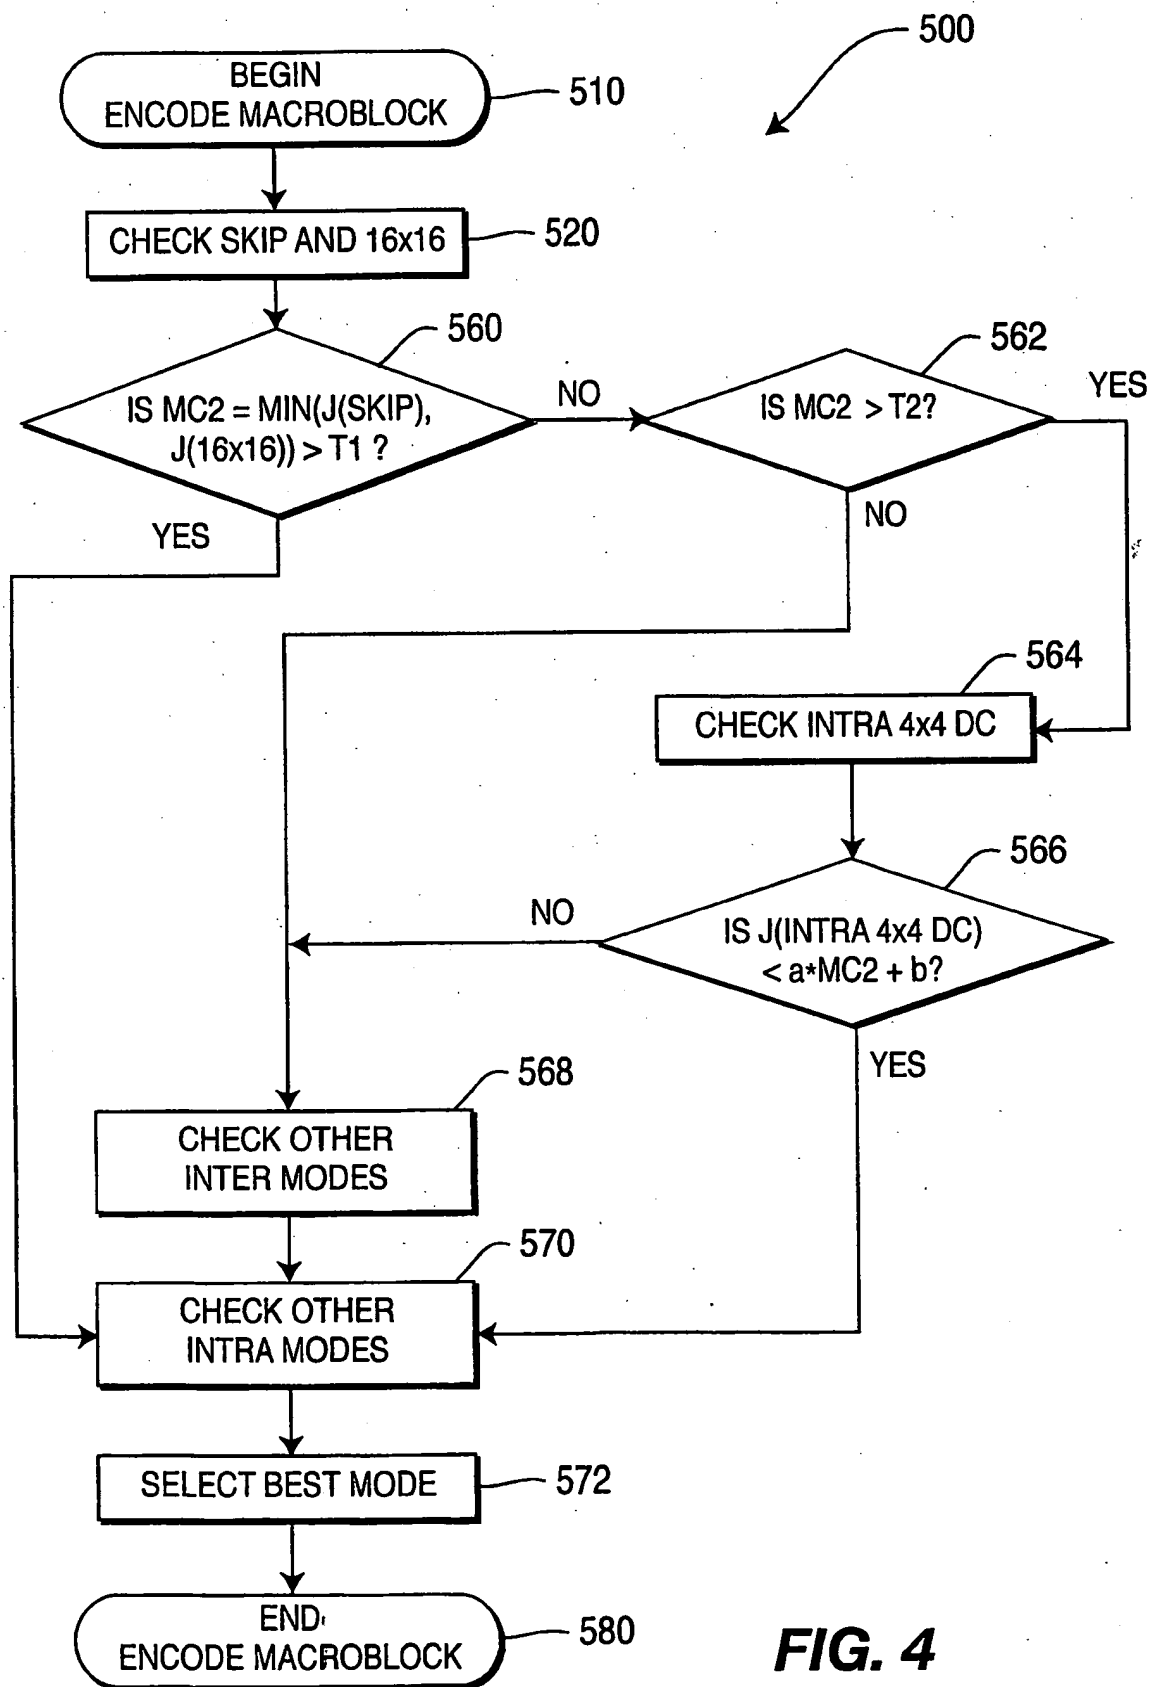 500
BEGIN
ENCODE MACROBLOCK
510
CHECK SKIP AND 16x16
520
560
IS MC2 = MIN(J(SKIP),
J(16x16)) > T1 ?
NO
YES
562
IS MC2 > T2?
YES
NO
564
CHECK INTRA 4x4 DC
566
IS J(INTRA 4x4 DC)
< a*MC2 + b?
NO
YES
568
CHECK OTHER
INTER MODES
570
CHECK OTHER
INTRA MODES
SELECT BEST MODE
572
END
ENCODE MACROBLOCK
580
FIG. 4